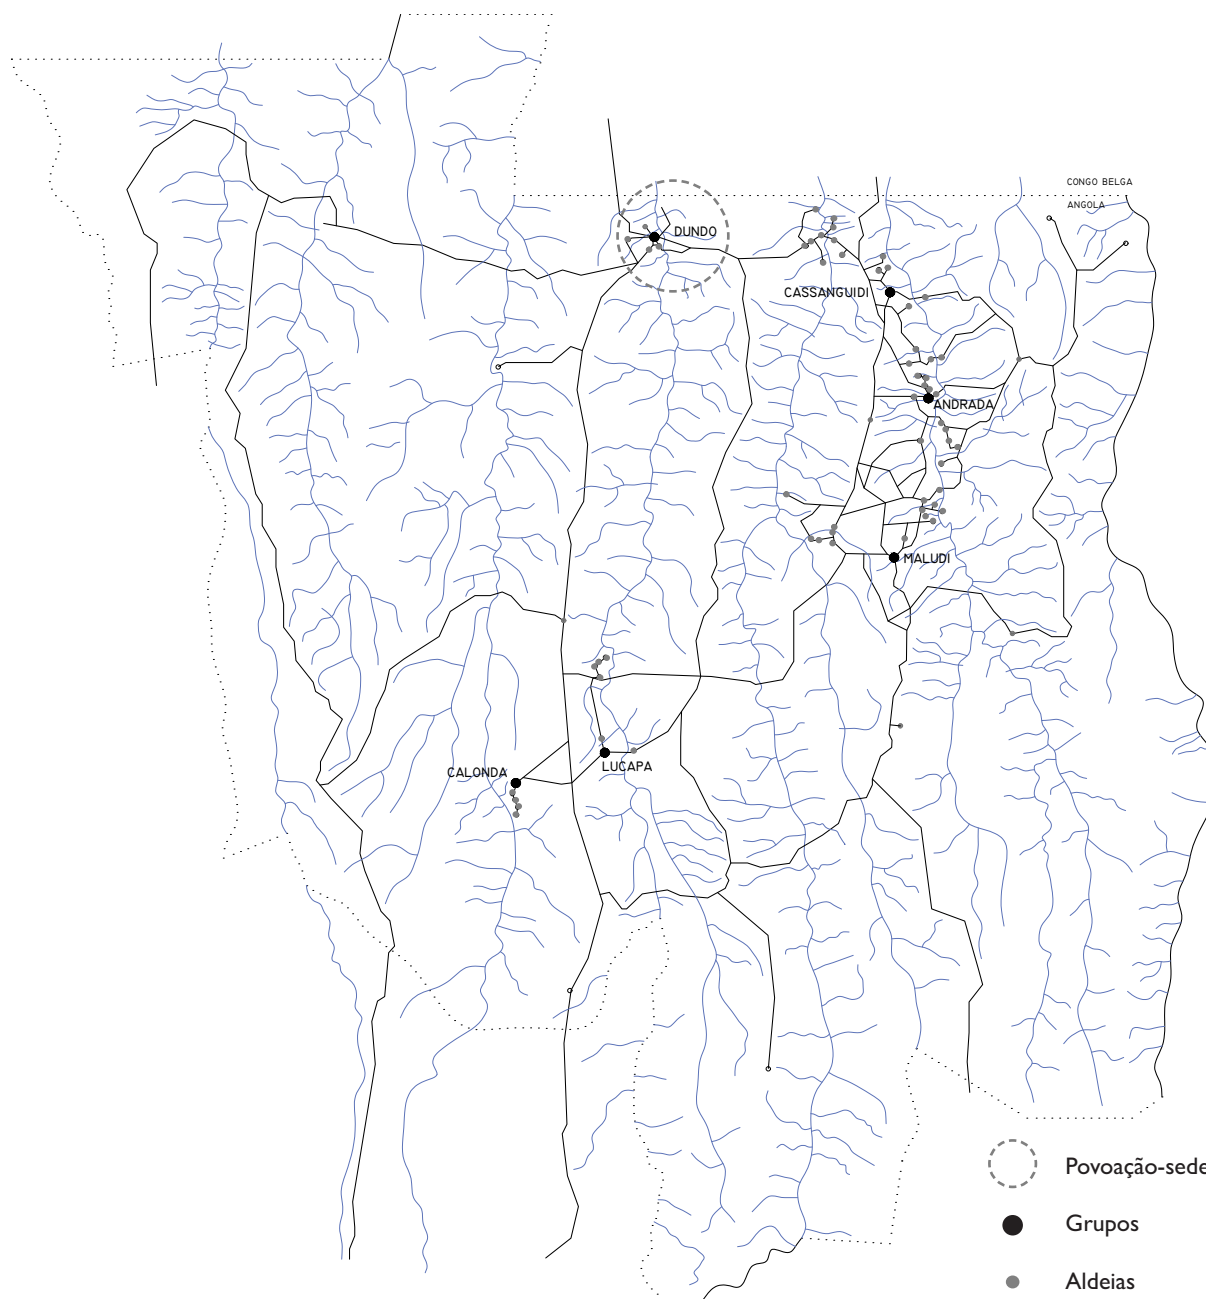 CONGO BELGA
ANGOLA
DUNDO
CASSANGUIDI
ANDRADA
MALUDI
LUCAPA
CALONDA
Povoação-sede
Grupos
Aldeias